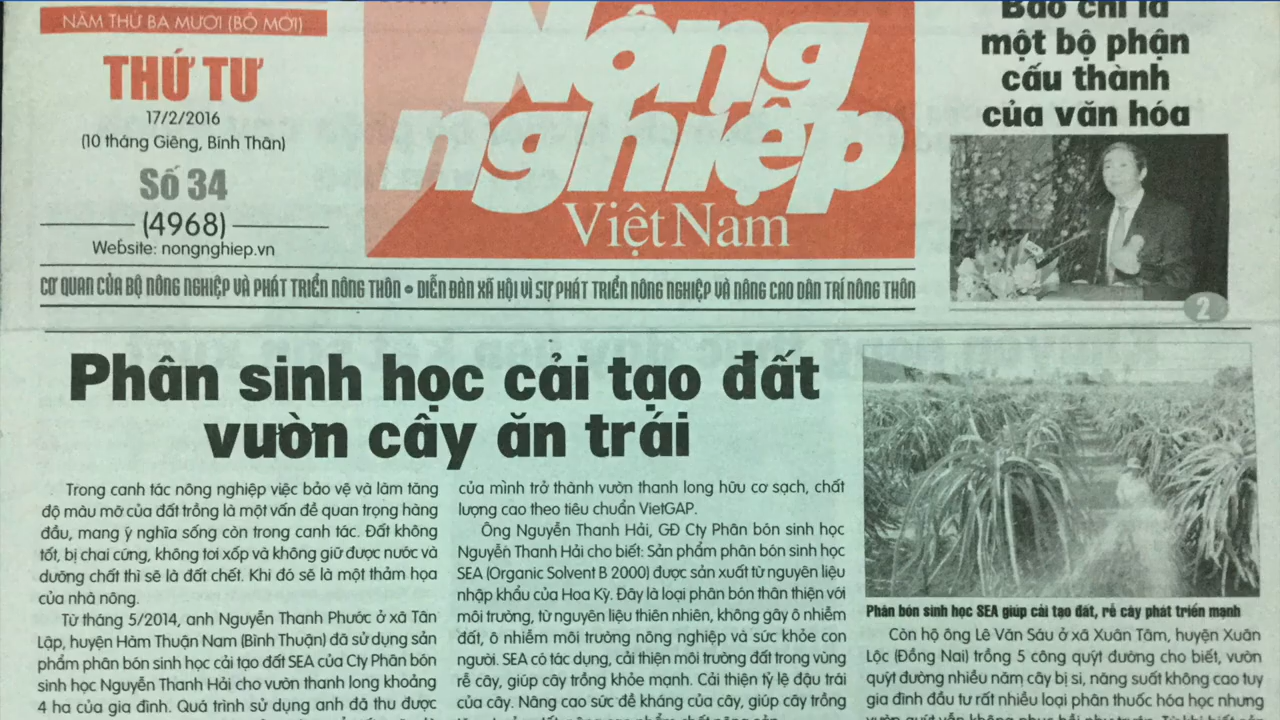 NĂM THỨ BA MƯƠI (BỘ MỚI)
THỨ TƯ
17/2/2016
(10 tháng Giêng, Bính Thân)
Số 34
(4968)
Website: nongnghiep.vn
Nông
nghiệp
Việt Nam
Báo chí là
một bộ phận
cấu thành
của văn hóa
2
CƠ QUAN CỦA BỘ NÔNG NGHIỆP VÀ PHÁT TRIỂN NÔNG THÔN • DIỄN ĐÀN XÃ HỘI VÌ SỰ PHÁT TRIỂN NÔNG NGHIỆP VÀ NÂNG CAO DÂN TRÍ NÔNG THÔN
Phân sinh học cải tạo đất
vườn cây ăn trái
Trong canh tác nông nghiệp việc bảo vệ và làm tăng
độ màu mỡ của đất trồng là một vấn đề quan trọng hàng
đầu, mang ý nghĩa sống còn trong canh tác. Đất không
tốt, bị chai cứng, không tơi xốp và không giữ được nước và
dưỡng chất thì sẽ là đất chết. Khi đó sẽ là một thảm họa
của nhà nông.
Từ tháng 5/2014, anh Nguyễn Thanh Phước ở xã Tân
Lập, huyện Hàm Thuận Nam (Bình Thuận) đã sử dụng sản
phẩm phân bón sinh học cải tạo đất SEA của Cty Phân bón
sinh học Nguyễn Thanh Hải cho vườn thanh long khoảng
4 ha của gia đình. Quá trình sử dụng anh đã thu được
của mình trở thành vườn thanh long hữu cơ sạch, chất
lượng cao theo tiêu chuẩn VietGAP.
Ông Nguyễn Thanh Hải, GĐ Cty Phân bón sinh học
Nguyễn Thanh Hải cho biết: Sản phẩm phân bón sinh học
SEA (Organic Solvent B 2000) được sản xuất từ nguyên liệu
nhập khẩu của Hoa Kỳ. Đây là loại phân bón thân thiện với
môi trường, từ nguyên liệu thiên nhiên, không gây ô nhiễm
đất, ô nhiễm môi trường nông nghiệp và sức khỏe con
người. SEA có tác dụng, cải thiện môi trường đất trong vùng
rễ cây, giúp cây trồng khỏe mạnh. Cải thiện tỷ lệ đậu trái
của cây. Nâng cao sức đề kháng của cây, giúp cây trồng
Phân bón sinh học SEA giúp cải tạo đất, rễ cây phát triển mạnh
Còn hộ ông Lê Văn Sáu ở xã Xuân Tâm, huyện Xuân
Lộc (Đồng Nai) trồng 5 công quýt đường cho biết, vườn
quýt đường nhiều năm cây bị si, năng suất không cao tuy
gia đình đầu tư rất nhiều loại phân thuốc hóa học nhưng